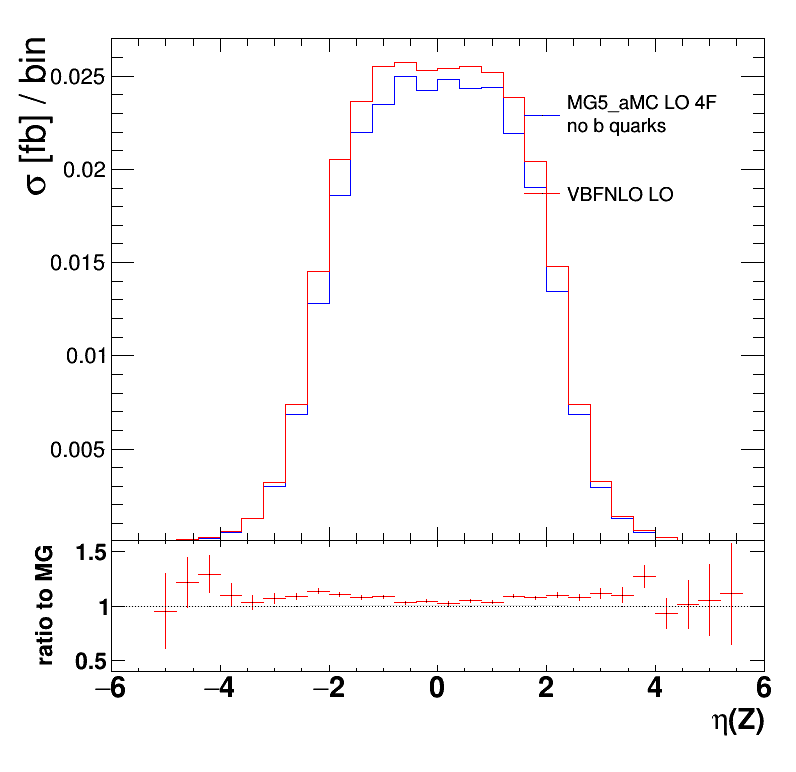 σ [fb] / bin
0.025
0.02
0.015
0.01
0.005
MG5_aMC LO 4F
no b quarks
VBFNLO LO
ratio to MG
1.5
1
0.5
−6 −4 −2 0 2 4 6
η(Z)